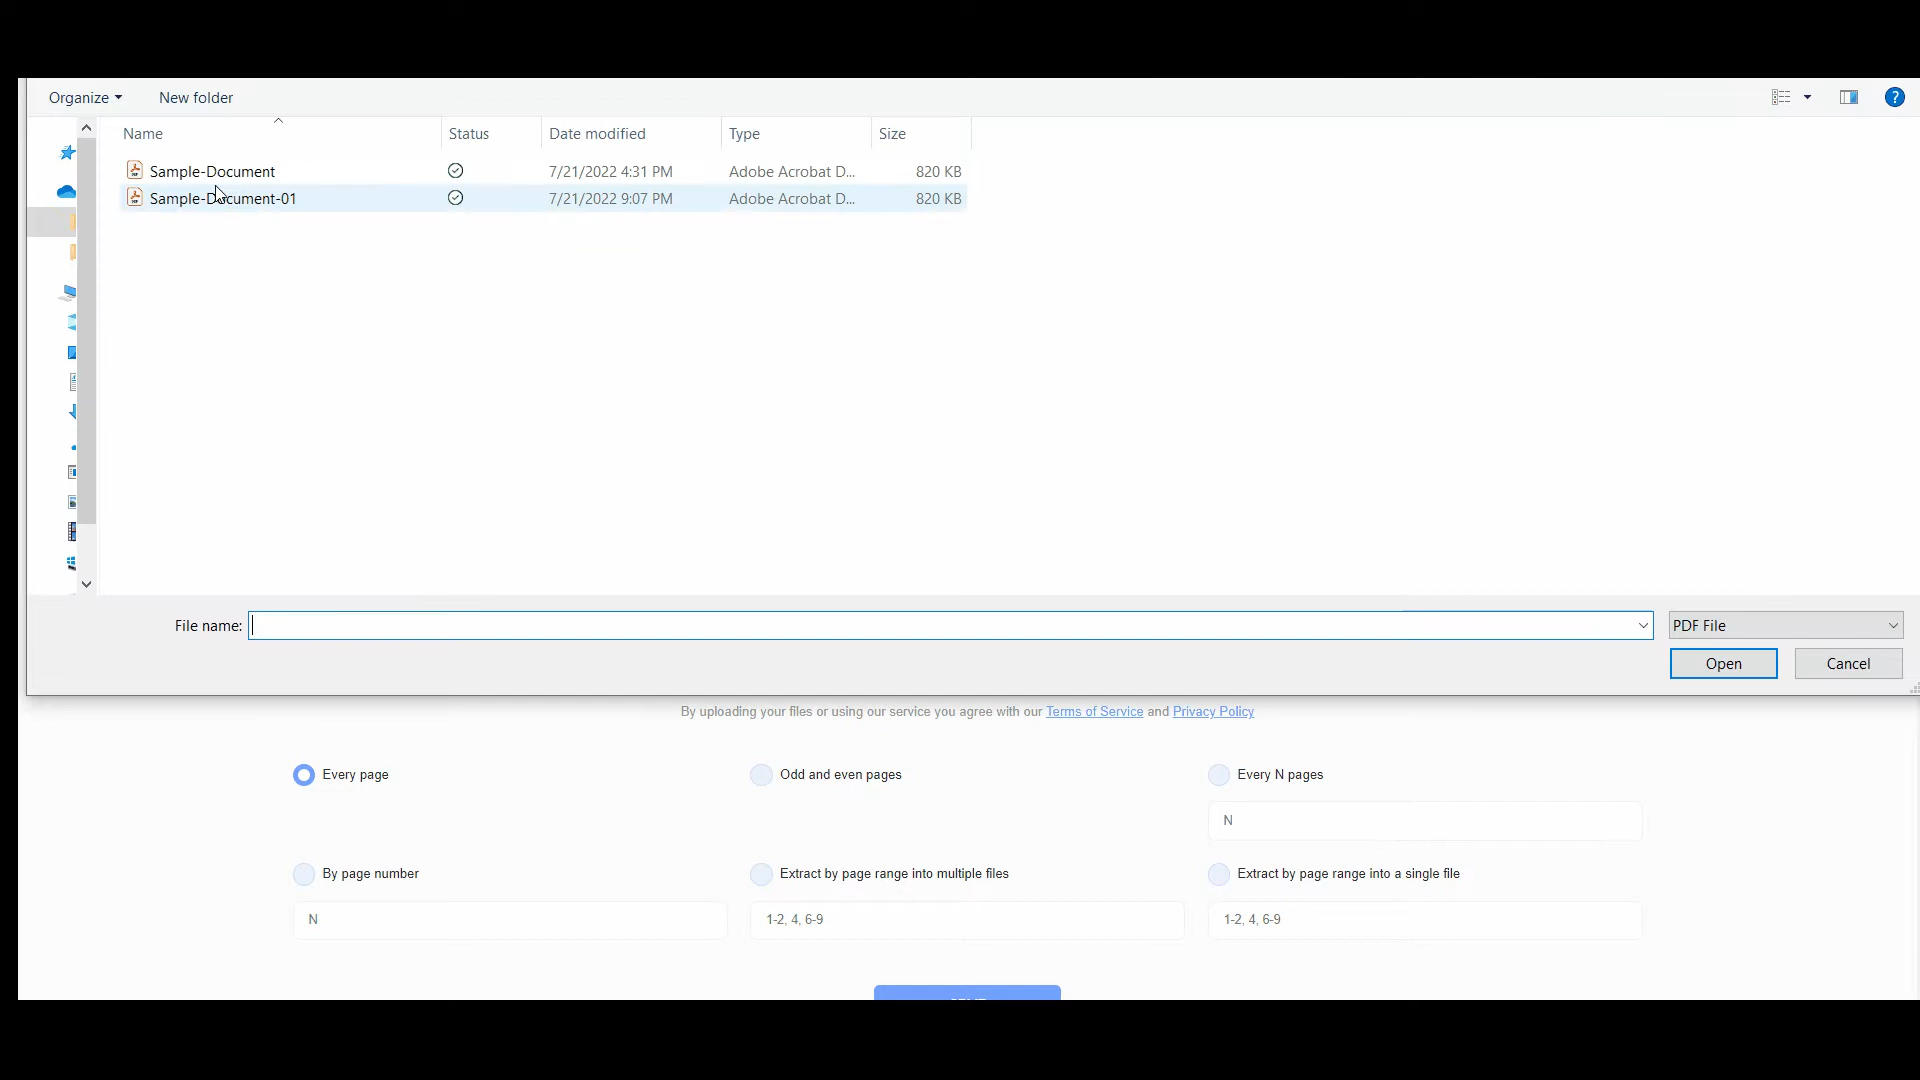 Organize New folder
Name Status Date modified Type Size
Sample-Document 7/21/2022 4:31 PM Adobe Acrobat D... 820 KB
Sample-Document-01 7/21/2022 9:07 PM Adobe Acrobat D... 820 KB
File name: PDF File
Open Cancel
By uploading your files or using our service you agree with our Terms of Service and Privacy Policy
Every page Odd and even pages Every N pages
N
By page number Extract by page range into multiple files Extract by page range into a single file
N 1-2, 4, 6-9 1-2, 4, 6-9